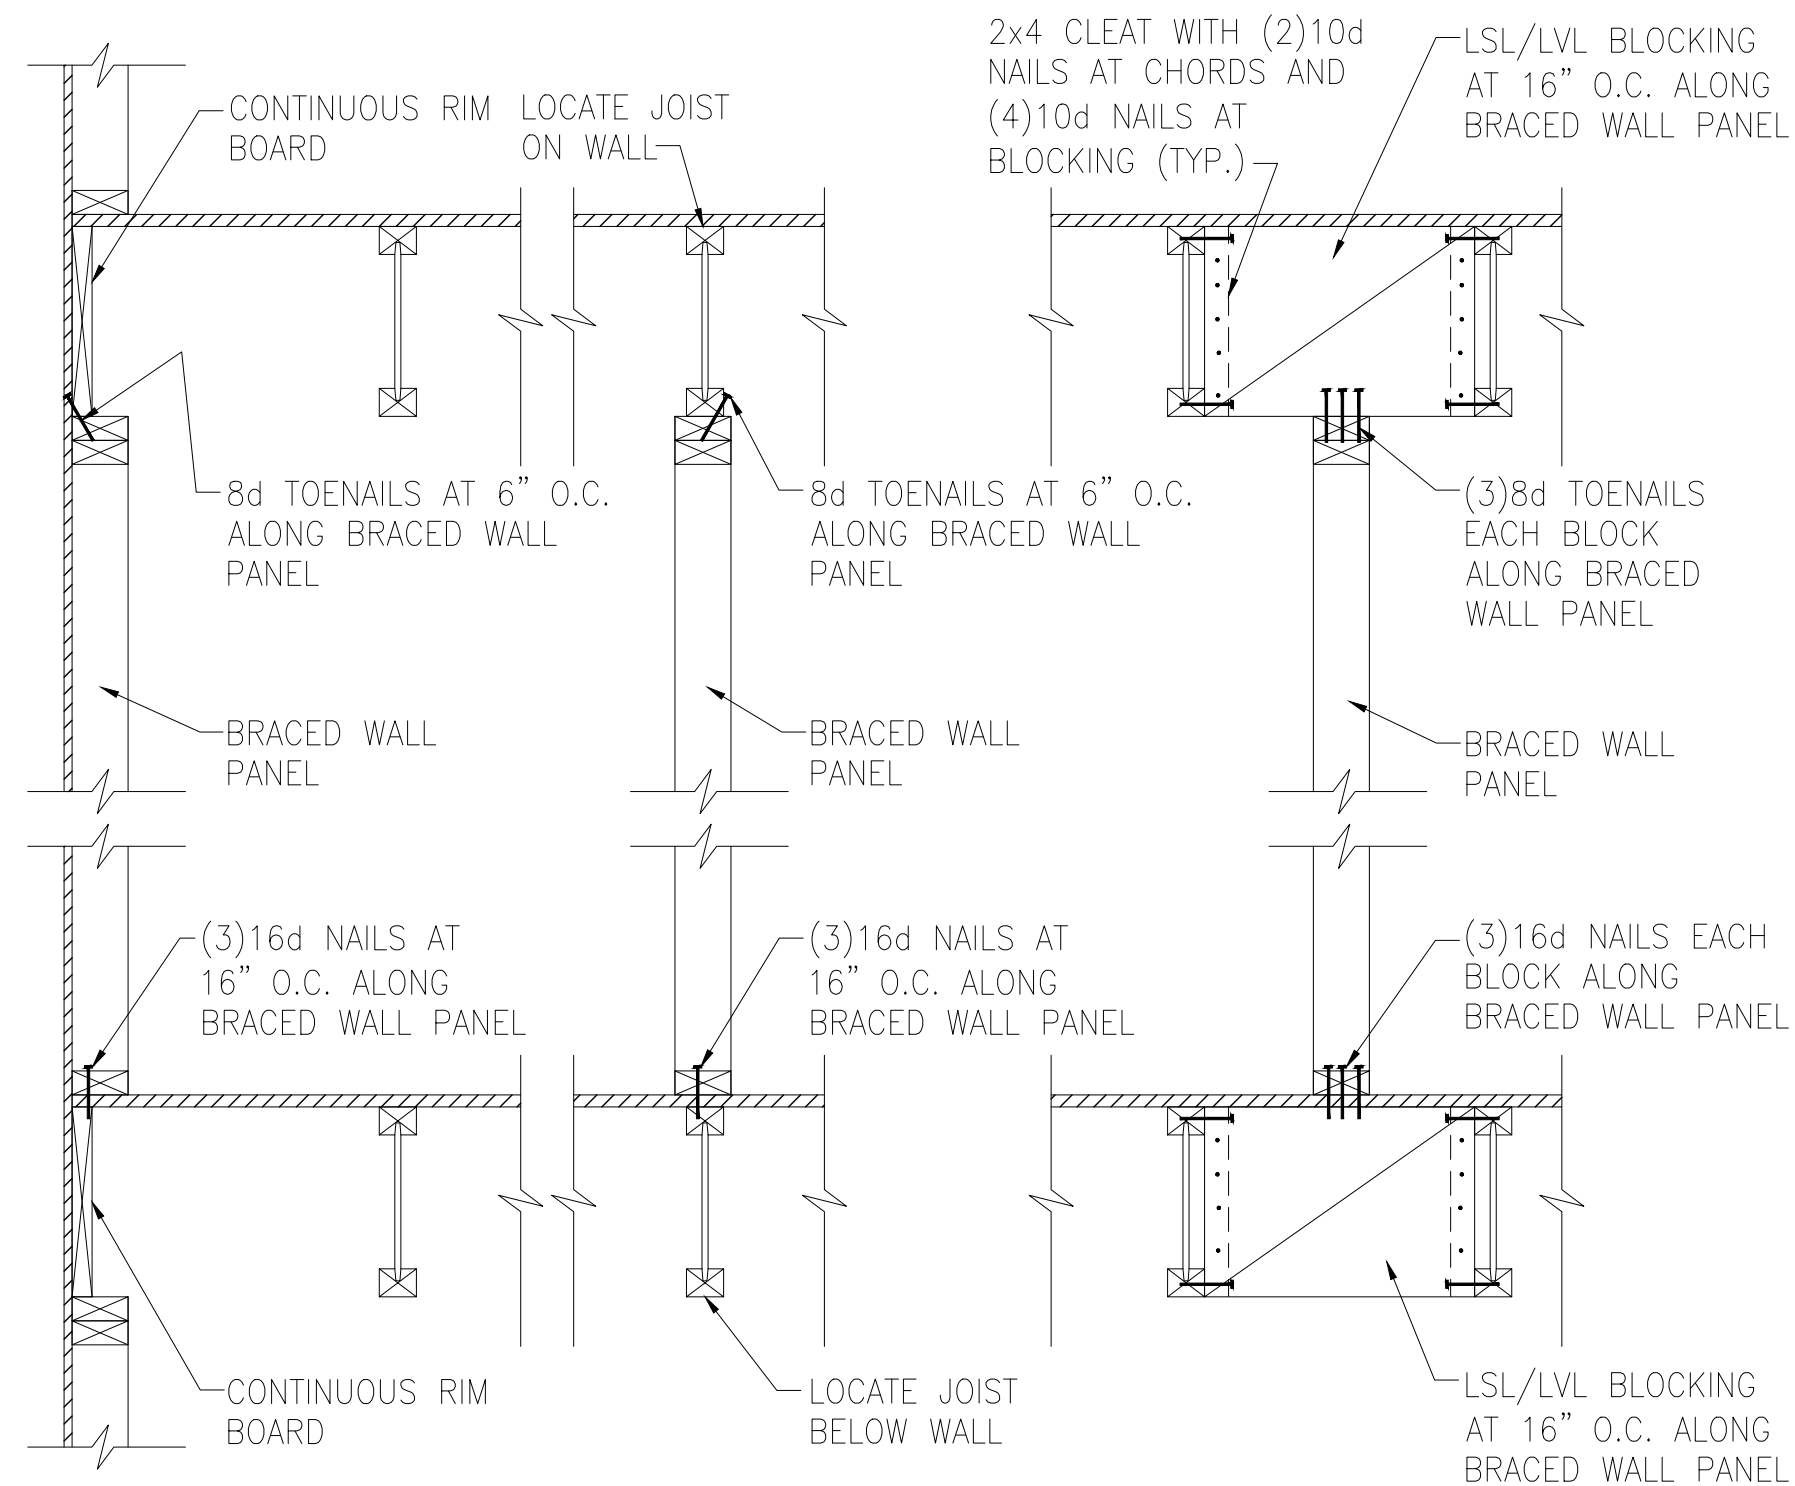 CONTINUOUS RIM
BOARD
LOCATE JOIST
ON WALL
2x4 CLEAT WITH (2)10d
NAILS AT CHORDS AND
(4)10d NAILS AT
BLOCKING (TYP.)
LSL/LVL BLOCKING
AT 16" O.C. ALONG
BRACED WALL PANEL
8d TOENAILS AT 6" O.C.
ALONG BRACED WALL
PANEL
8d TOENAILS AT 6" O.C.
ALONG BRACED WALL
PANEL
(3)8d TOENAILS
EACH BLOCK
ALONG BRACED
WALL PANEL
BRACED WALL
PANEL
BRACED WALL
PANEL
BRACED WALL
PANEL
(3)16d NAILS AT
16" O.C. ALONG
BRACED WALL PANEL
(3)16d NAILS AT
16" O.C. ALONG
BRACED WALL PANEL
(3)16d NAILS EACH
BLOCK ALONG
BRACED WALL PANEL
CONTINUOUS RIM
BOARD
LOCATE JOIST
BELOW WALL
LSL/LVL BLOCKING
AT 16" O.C. ALONG
BRACED WALL PANEL